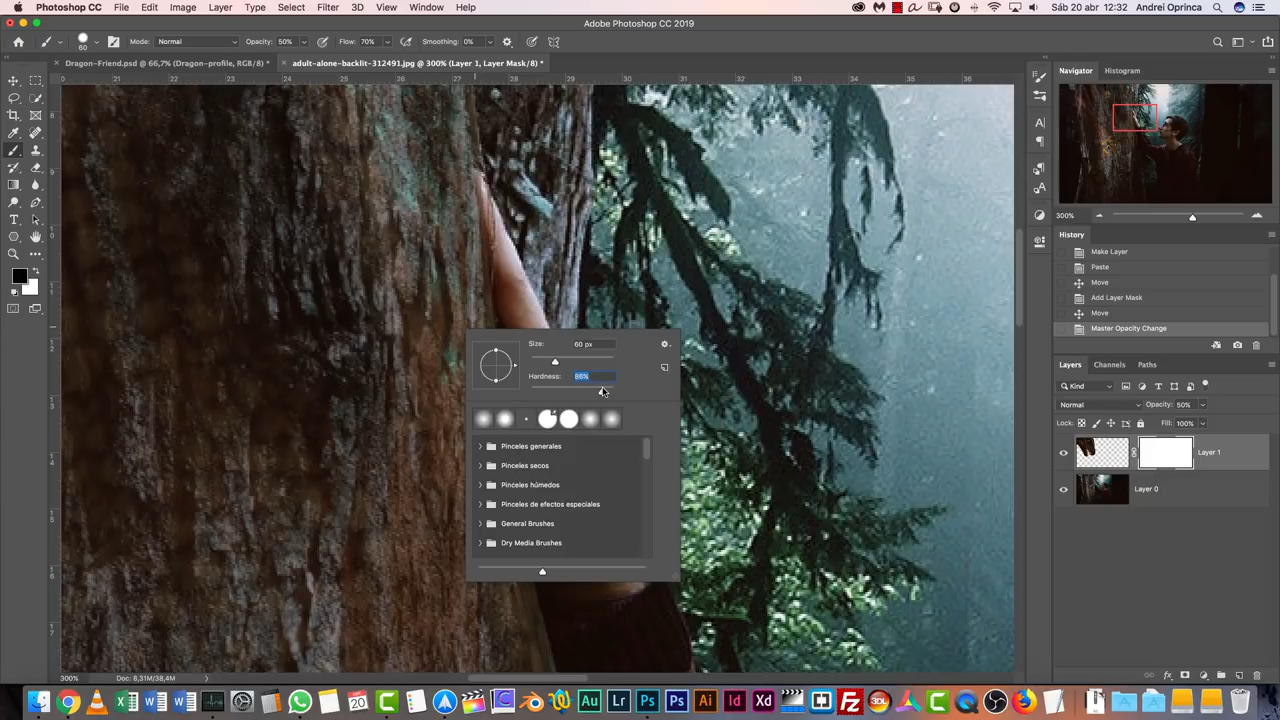 Photoshop CC File Edit Image Layer Type Select Filter 3D View Window Help Sáb 20 abr 12:32 Andrei Oprinca
Adobe Photoshop CC 2019
60 Mode: Normal Opacity: 50% Flow: 70% Smoothing: 0%
Dragon-Friend.psd @ 66,7% (Dragon-profile, RGB/8) * adult-alone-backlit-312491.jpg @ 300% (Layer 1, Layer Mask/8) *
Navigator Histogram
300%
History
Make Layer
Paste
Move
Add Layer Mask
Move
Master Opacity Change
Size: 60 px
Hardness: 86%
Pinceles generales
Pinceles secos
Pinceles húmedos
Pinceles de efectos especiales
General Brushes
Dry Media Brushes
Layers Channels Paths
Kind
Normal Opacity: 50%
Lock: Fill: 100%
Layer 1
Layer 0
300% Doc: 8,31M/38,4M